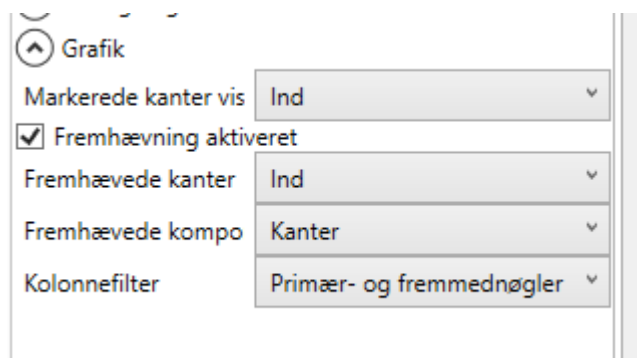 Grafik
Markerede kanter vis Ind
Fremhævning aktiveret
Fremhævede kanter Ind
Fremhævede kompo Kanter
Kolonnefilter Primær- og fremmednøgler